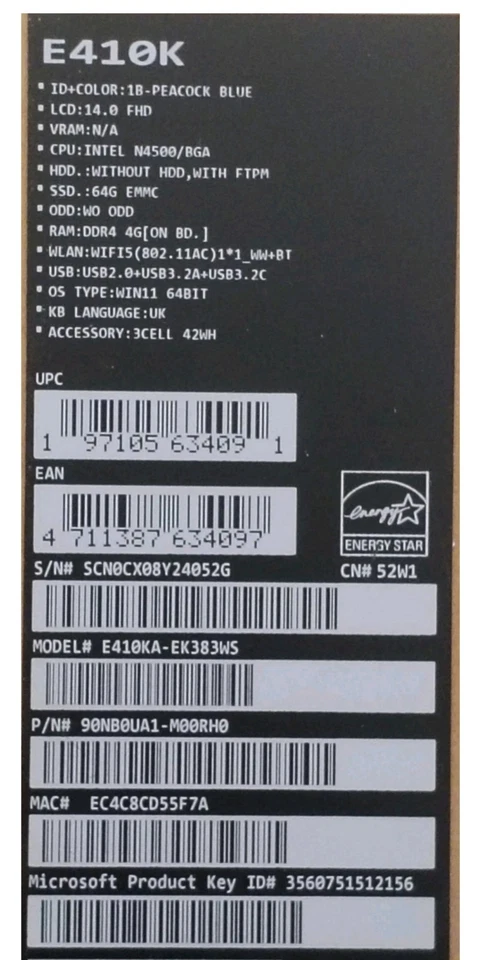 E410K
▪ ID+COLOR:1B-PEACOCK BLUE
▪ LCD:14.0 FHD
▪ VRAM:N/A
▪ CPU:INTEL N4500/BGA
▪ HDD.:WITHOUT HDD,WITH FTPM
▪ SSD.:64G EMMC
▪ ODD:WO ODD
▪ RAM:DDR4 4G[ON BD.]
▪ WLAN:WIFI5(802.11AC)1*1_WW+BT
▪ USB:USB2.0+USB3.2A+USB3.2C
▪ OS TYPE:WIN11 64BIT
▪ KB LANGUAGE:UK
▪ ACCESSORY:3CELL 42WH
UPC
1 97105 63409 1
EAN
4 711387 634097
energy
ENERGY STAR
S/N# SCN0CX08Y24052G CN# 52W1
MODEL# E410KA-EK383WS
P/N# 90NB0UA1-M00RH0
MAC# EC4C8CD55F7A
Microsoft Product Key ID# 3560751512156